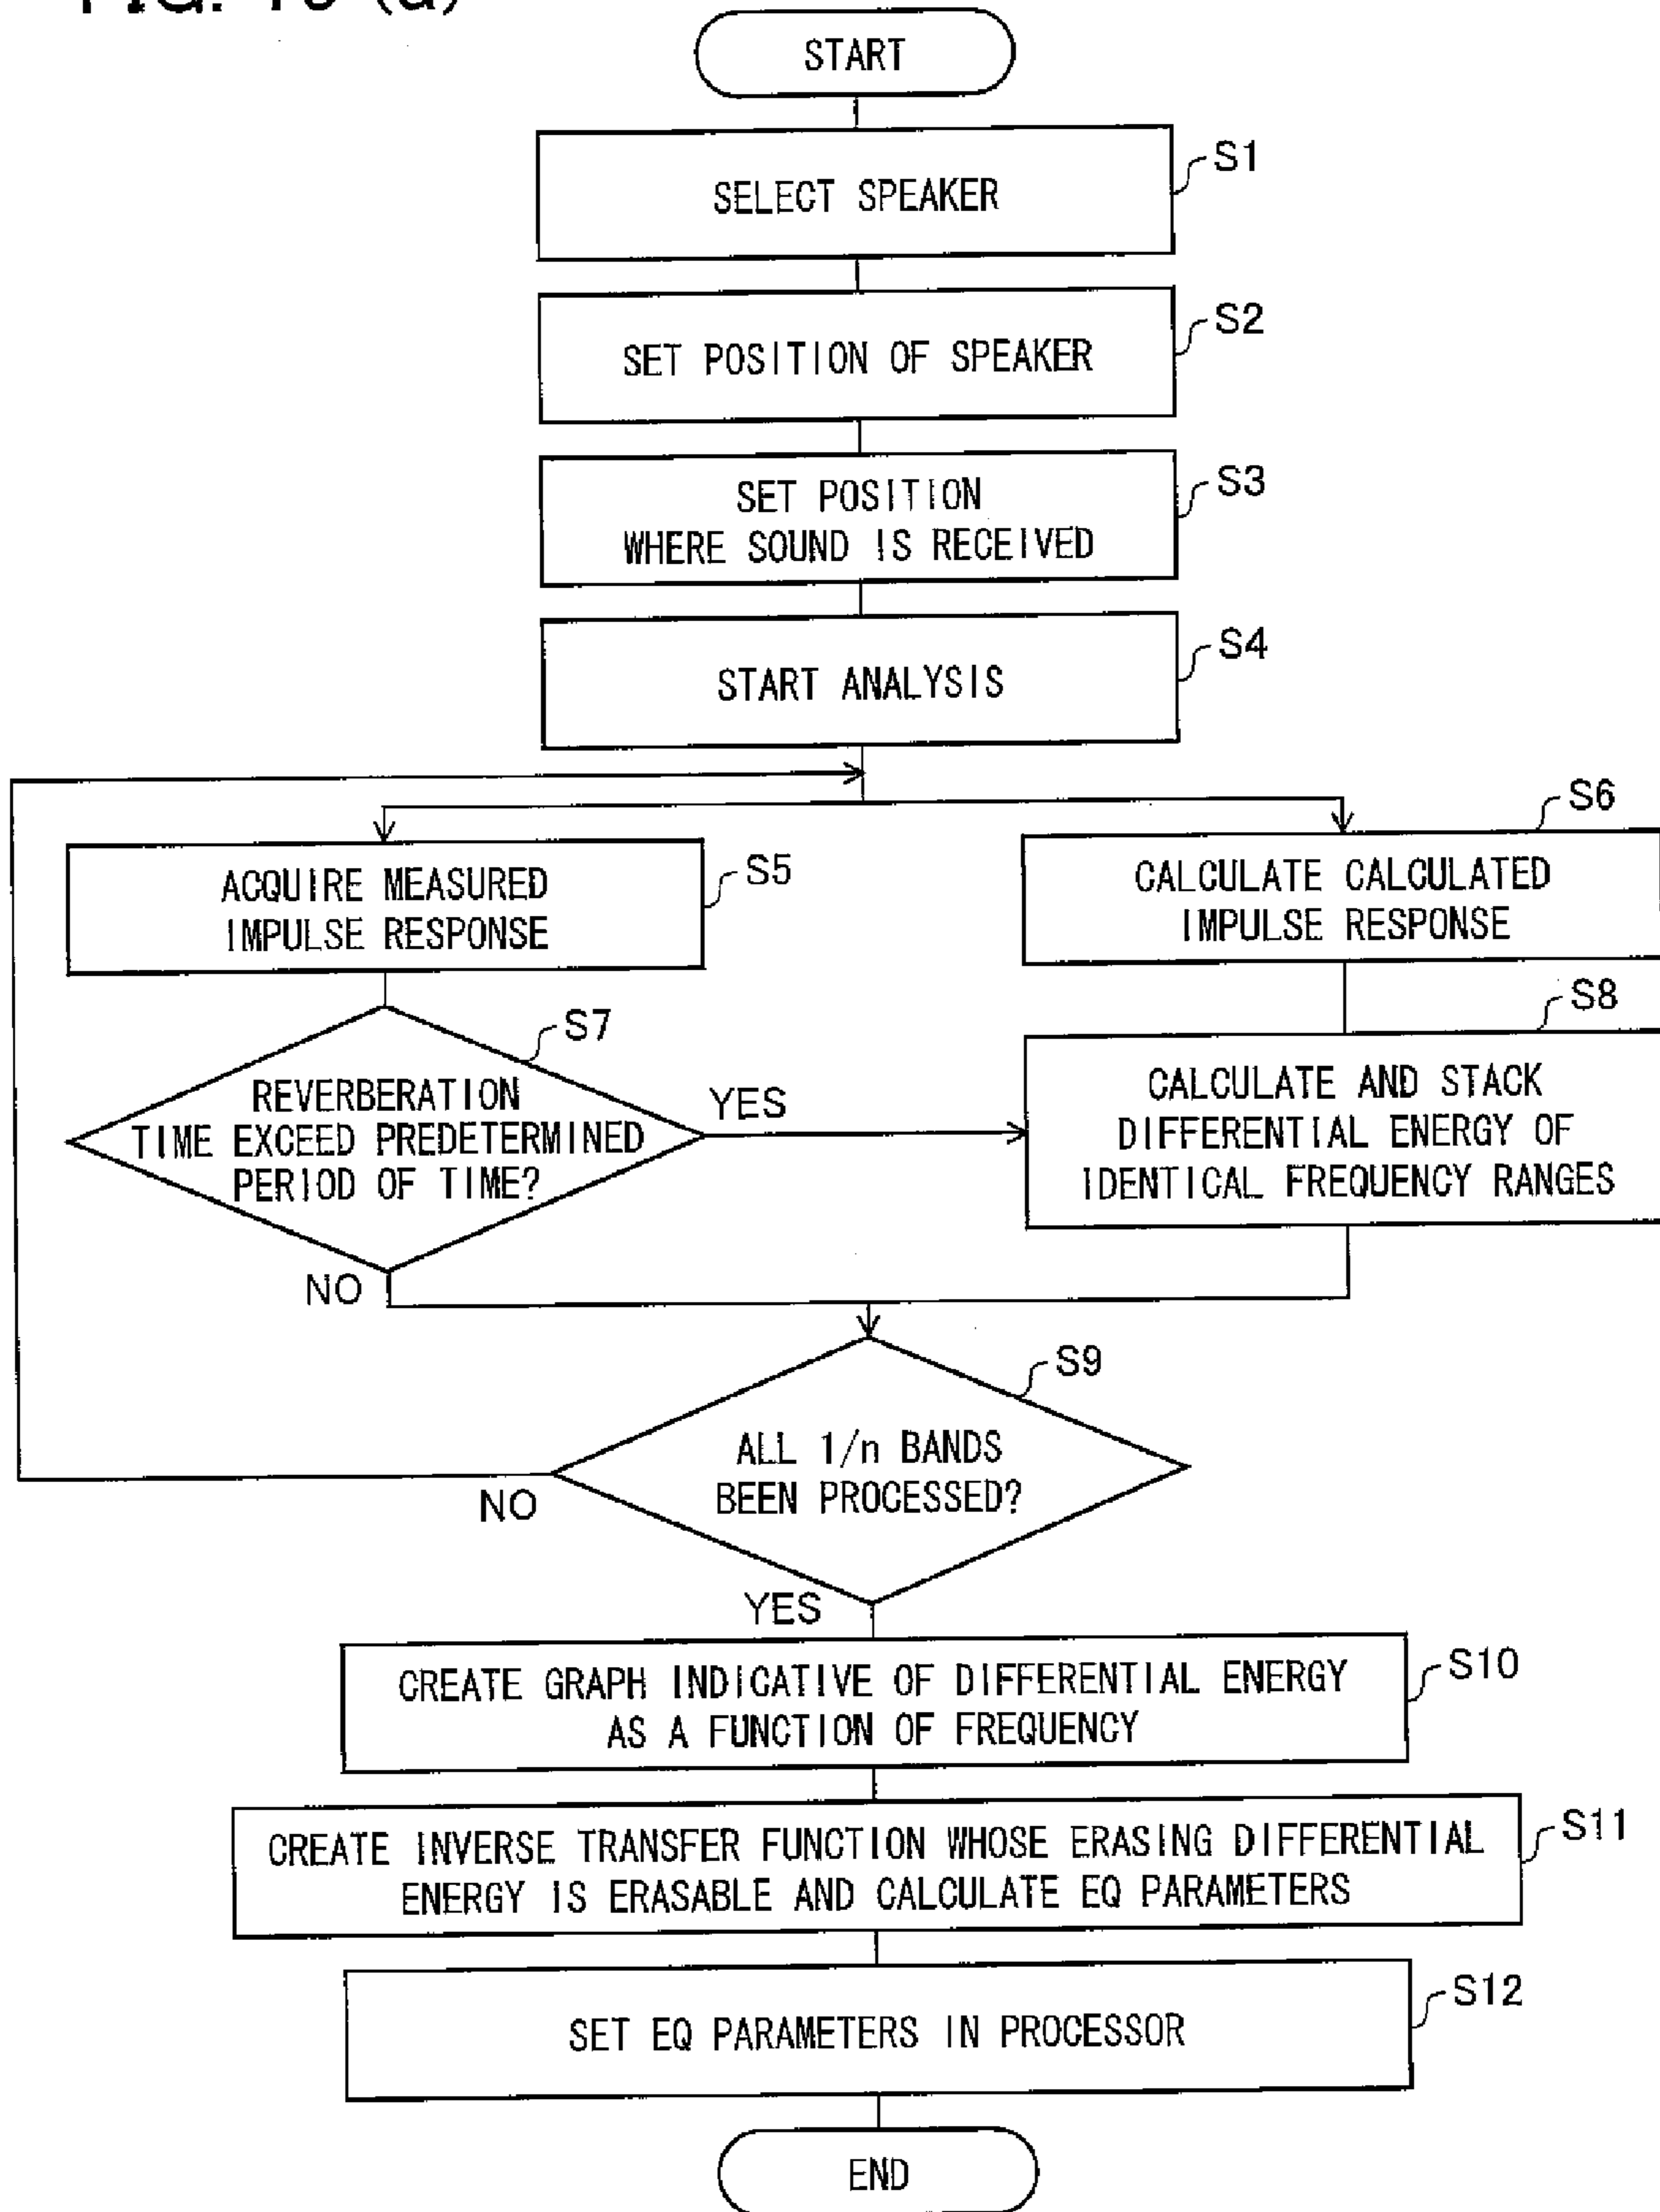 START
SELECT SPEAKER
S1
SET POSITION OF SPEAKER
S2
SET POSITION
WHERE SOUND IS RECEIVED
S3
START ANALYSIS
S4
ACQUIRE MEASURED
IMPULSE RESPONSE
S5
CALCULATE CALCULATED
IMPULSE RESPONSE
S6
REVERBERATION
TIME EXCEED PREDETERMINED
PERIOD OF TIME?
S7
YES
NO
CALCULATE AND STACK
DIFFERENTIAL ENERGY OF
IDENTICAL FREQUENCY RANGES
S8
ALL 1/n BANDS
BEEN PROCESSED?
S9
NO
YES
CREATE GRAPH INDICATIVE OF DIFFERENTIAL ENERGY
AS A FUNCTION OF FREQUENCY
S10
CREATE INVERSE TRANSFER FUNCTION WHOSE ERASING DIFFERENTIAL
ENERGY IS ERASABLE AND CALCULATE EQ PARAMETERS
S11
SET EQ PARAMETERS IN PROCESSOR
S12
END